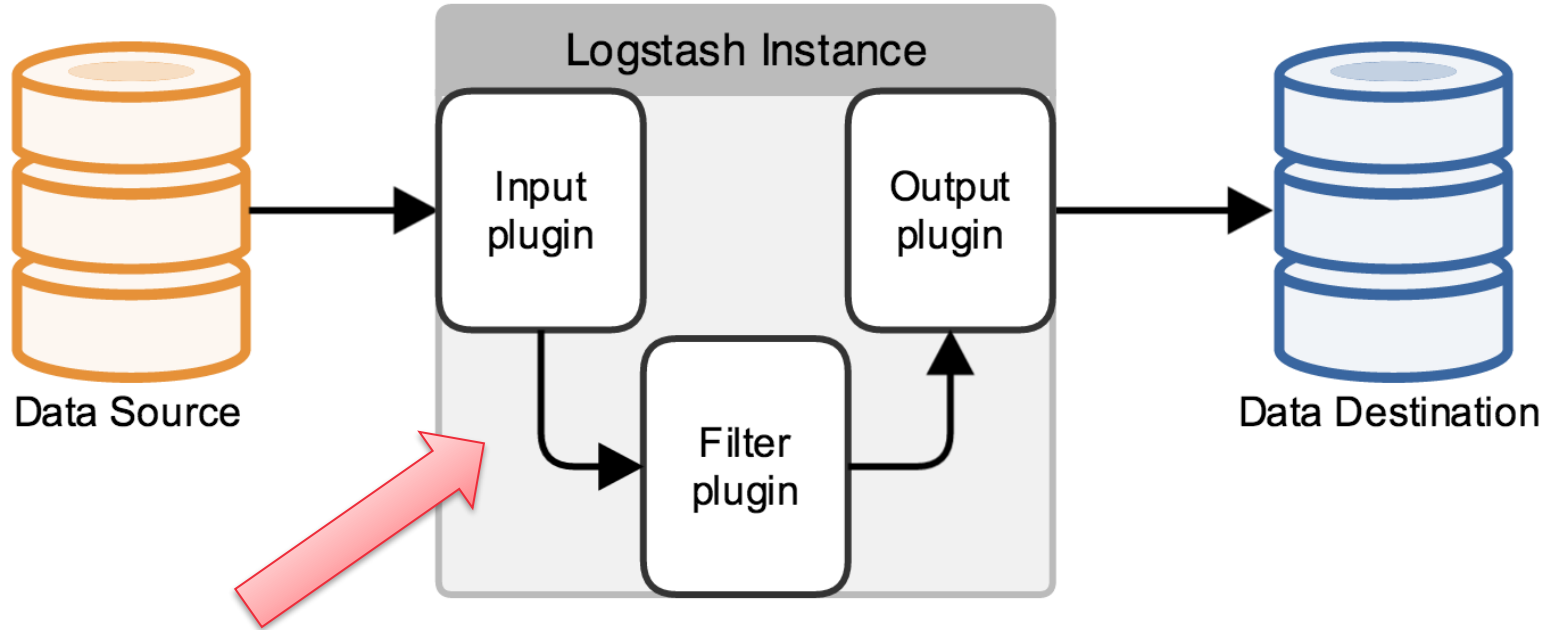 Logstash Instance
Input
plugin
Output
plugin
Data Source
Data Destination
Filter
plugin